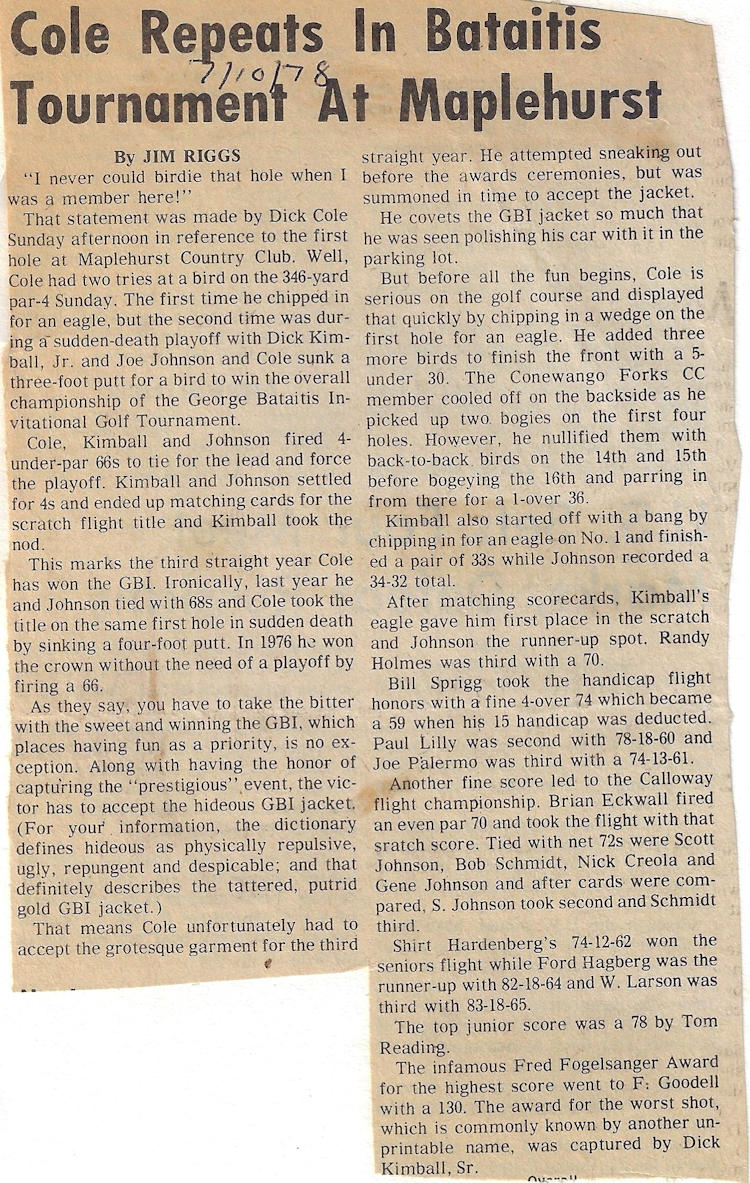 Cole Repeats In Bataitis
7/10/78
Tournament At Maplehurst
By JIM RIGGS
"I never could birdie that hole when I
was a member here!"
That statement was made by Dick Cole
Sunday afternoon in reference to the first
hole at Maplehurst Country Club. Well,
Cole had two tries at a bird on the 346-yard
par-4 Sunday. The first time he chipped in
for an eagle, but the second time was dur-
ing a sudden-death playoff with Dick Kim-
ball, Jr. and Joe Johnson and Cole sunk a
three-foot putt for a bird to win the overall
championship of the George Bataitis In-
vitational Golf Tournament.
Cole, Kimball and Johnson fired 4-
under-par 66s to tie for the lead and force
the playoff. Kimball and Johnson settled
for 4s and ended up matching cards for the
scratch flight title and Kimball took the
nod.
This marks the third straight year Cole
has won the GBI. Ironically, last year he
and Johnson tied with 68s and Cole took the
title on the same first hole in sudden death
by sinking a four-foot putt. In 1976 he won
the crown without the need of a playoff by
firing a 66.
As they say, you have to take the bitter
with the sweet and winning the GBI, which
places having fun as a priority, is no ex-
ception. Along with having the honor of
capturing the "prestigious" event, the vic-
tor has to accept the hideous GBI jacket.
(For your information, the dictionary
defines hideous as physically repulsive,
ugly, repungent and despicable; and that
definitely describes the tattered, putrid
gold GBI jacket.)
That means Cole unfortunately had to
accept the grotesque garment for the third
straight year. He attempted sneaking out
before the awards ceremonies, but was
summoned in time to accept the jacket.
He covets the GBI jacket so much that
he was seen polishing his car with it in the
parking lot.
But before all the fun begins, Cole is
serious on the golf course and displayed
that quickly by chipping in a wedge on the
first hole for an eagle. He added three
more birds to finish the front with a 5-
under 30. The Conewango Forks CC
member cooled off on the backside as he
picked up two bogies on the first four
holes. However, he nullified them with
back-to-back birds on the 14th and 15th
before bogeying the 16th and parring in
from there for a 1-over 36.
Kimball also started off with a bang by
chipping in for an eagle on No. 1 and finish-
ed a pair of 33s while Johnson recorded a
34-32 total.
After matching scorecards, Kimball's
eagle gave him first place in the scratch
and Johnson the runner-up spot. Randy
Holmes was third with a 70.
Bill Sprigg took the handicap flight
honors with a fine 4-over 74 which became
a 59 when his 15 handicap was deducted.
Paul Lilly was second with 78-18-60 and
Joe Palermo was third with a 74-13-61.
Another fine score led to the Calloway
flight championship. Brian Eckwall fired
an even par 70 and took the flight with that
sratch score. Tied with net 72s were Scott
Johnson, Bob Schmidt, Nick Creola and
Gene Johnson and after cards were com-
pared, S. Johnson took second and Schmidt
third.
Shirt Hardenberg's 74-12-62 won the
seniors flight while Ford Hagberg was the
runner-up with 82-18-64 and W. Larson was
third with 83-18-65.
The top junior score was a 78 by Tom
Reading.
The infamous Fred Fogelsanger Award
for the highest score went to F: Goodell
with a 130. The award for the worst shot,
which is commonly known by another un-
printable name, was captured by Dick
Kimball, Sr.